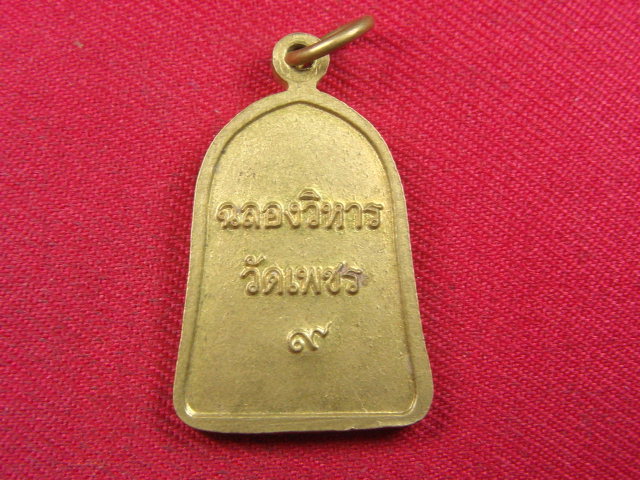 ฉลองวิหาร
วัดเพชร
๙